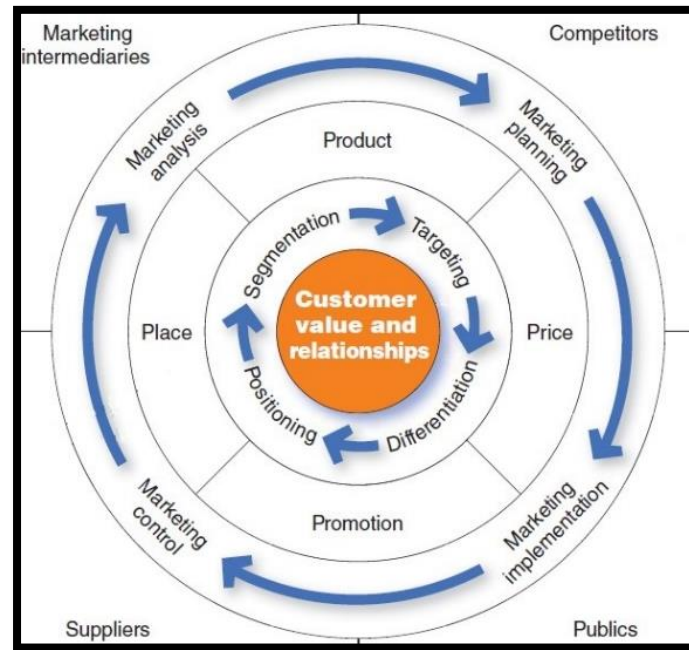 Marketing
intermediaries
Competitors
Marketing
analysis
Marketing
planning
Product
Segmentation
Targeting
Customer
value and
relationships
Place
Price
Positioning
Differentiation
Promotion
Marketing
control
Marketing
implementation
Suppliers
Publics